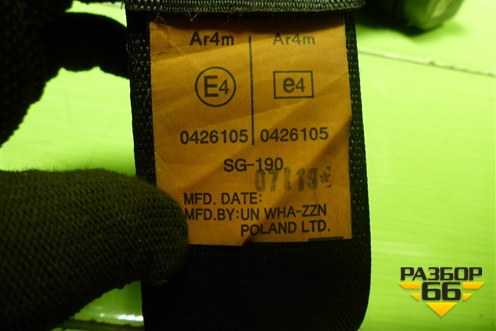 Ar4m Ar4m
E4 e4
0426105 0426105
SG-190
MFD. DATE:
MFD.BY:UN WHA-ZZN
POLAND LTD.
РАЗБОР
66